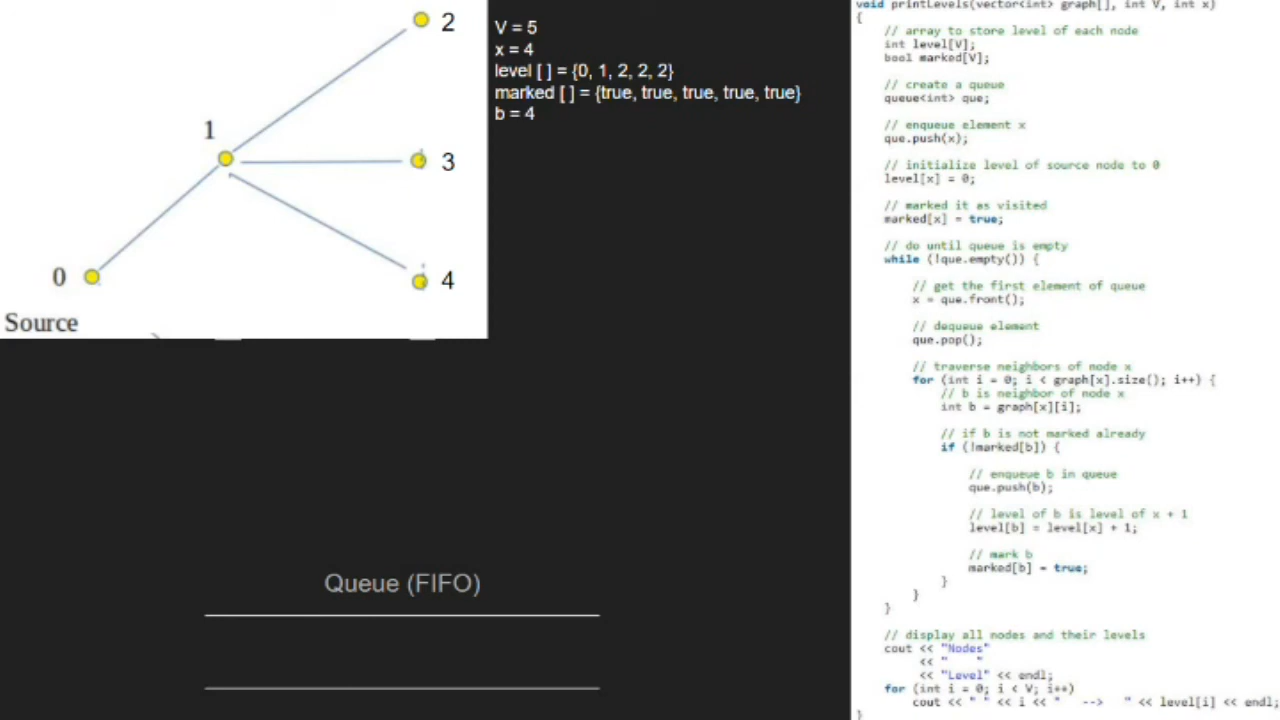 2
1
3
0
4
Source
V = 5
x = 4
level [ ] = {0, 1, 2, 2, 2}
marked [ ] = {true, true, true, true, true}
b = 4
Queue (FIFO)
void printLevels(vector<int> graph[], int V, int x)
{
// array to store level of each node
int level[V];
bool marked[V];
// create a queue
queue<int> que;
// enqueue element x
que.push(x);
// initialize level of source node to 0
level[x] = 0;
// marked it as visited
marked[x] = true;
// do until queue is empty
while (!que.empty()) {
// get the first element of queue
x = que.front();
// dequeue element
que.pop();
// traverse neighbors of node x
for (int i = 0; i < graph[x].size(); i++) {
// b is neighbor of node x
int b = graph[x][i];
// if b is not marked already
if (!marked[b]) {
// enqueue b in queue
que.push(b);
// level of b is level of x + 1
level[b] = level[x] + 1;
// mark b
marked[b] = true;
}
}
}
// display all nodes and their levels
cout << "Nodes"
<< "    "
<< "Level" << endl;
for (int i = 0; i < V; i++)
cout << " " << i << "   -->   " << level[i] << endl;
}